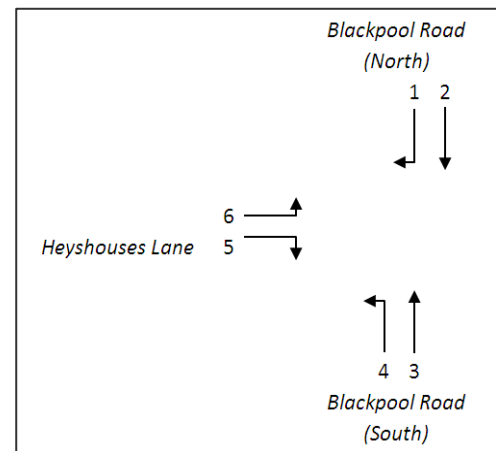 Blackpool Road
(North)
1 2
6
Heyshouses Lane 5
4 3
Blackpool Road
(South)